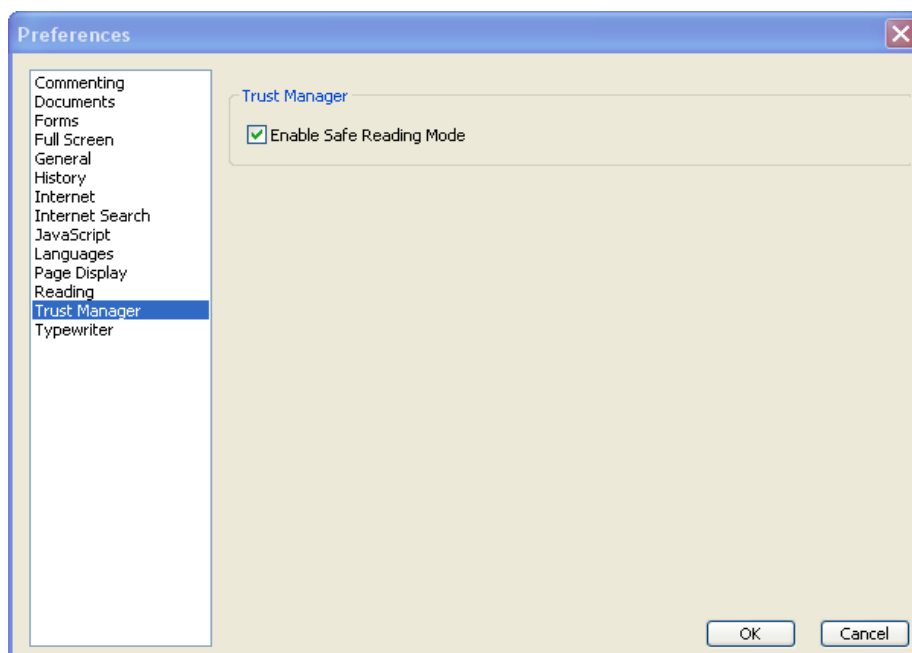 Preferences
Commenting
Documents
Forms
Full Screen
General
History
Internet
Internet Search
JavaScript
Languages
Page Display
Reading
Trust Manager
Typewriter
Trust Manager
Enable Safe Reading Mode
OK
Cancel